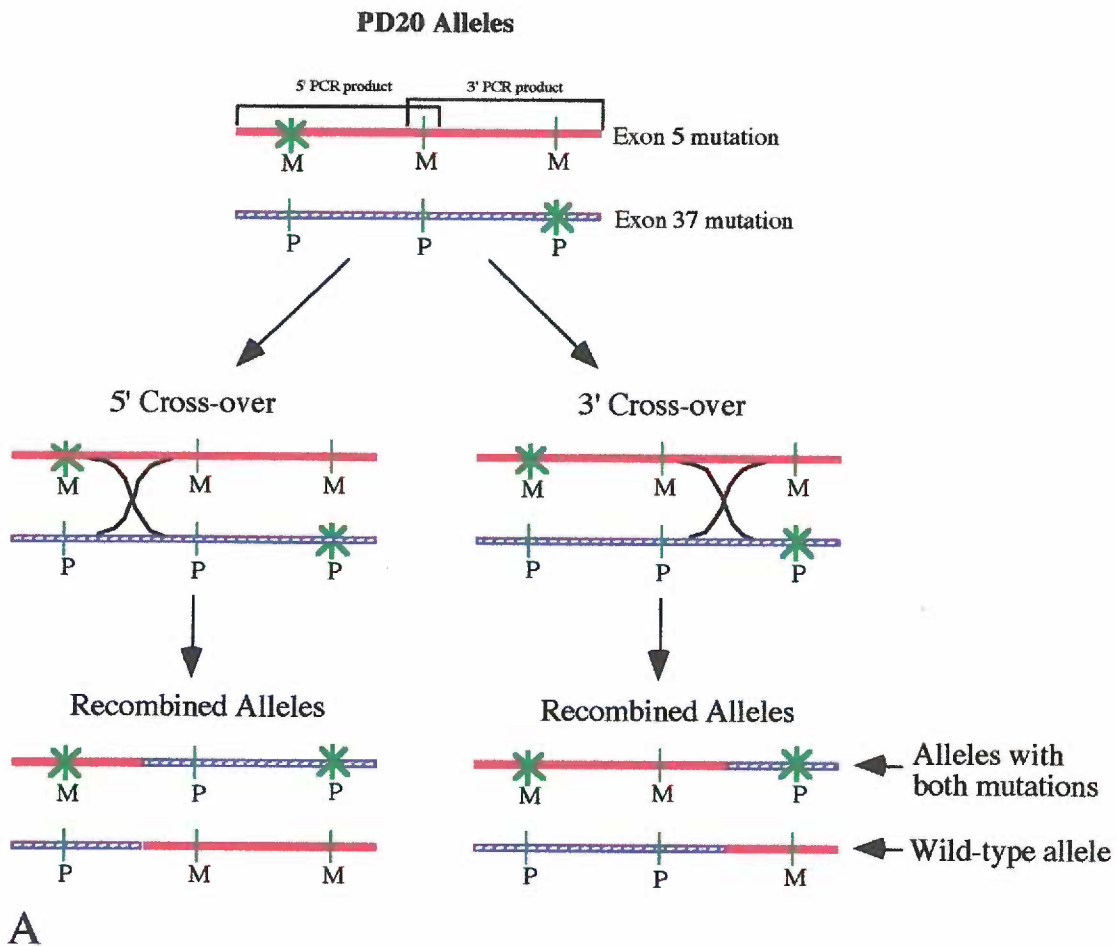 PD20 Alleles
5' PCR product
3' PCR product
Exon 5 mutation
M M M
Exon 37 mutation
P P P
5' Cross-over
M M M
P P P
3' Cross-over
M M M
P P P
Recombined Alleles
M P P
P M M
Recombined Alleles
M M P
Alleles with
both mutations
P P M
Wild-type allele
A